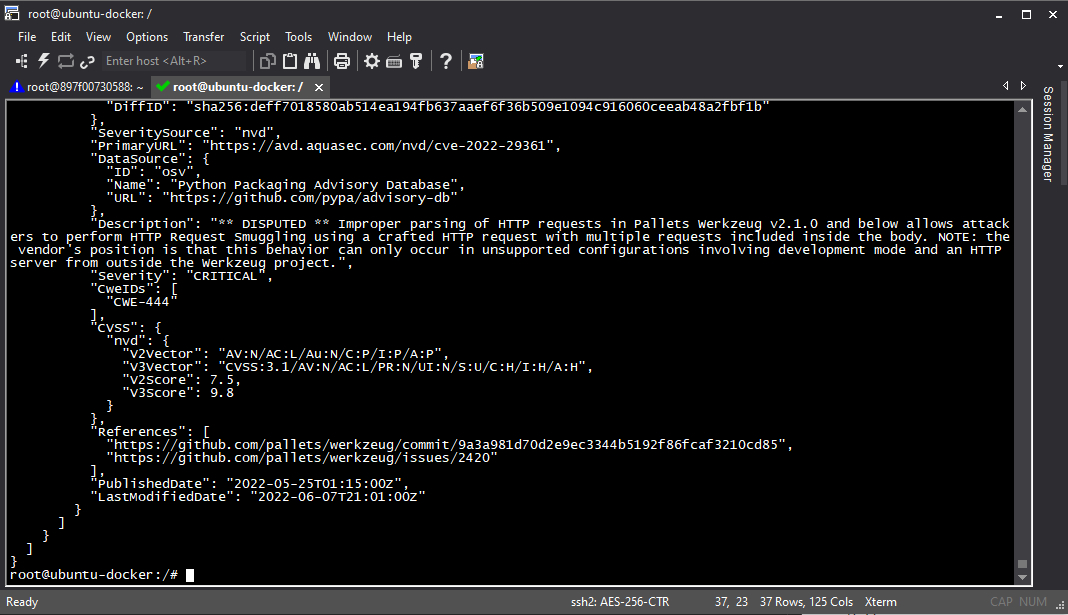 root@ubuntu-docker: /
File Edit View Options Transfer Script Tools Window Help
Enter host <Alt+R>
root@897f00730588: ~ root@ubuntu-docker: /
Session Manager
"DiffID": "sha256:deff7018580ab514ea194fb637aaef6f36b509e1094c916060ceeab48a2fbf1b"
},
"SeveritySource": "nvd",
"PrimaryURL": "https://avd.aquasec.com/nvd/cve-2022-29361",
"DataSource": {
"ID": "osv",
"Name": "Python Packaging Advisory Database",
"URL": "https://github.com/pypa/advisory-db"
},
"Description": "** DISPUTED ** Improper parsing of HTTP requests in Pallets Werkzeug v2.1.0 and below allows attack
ers to perform HTTP Request Smuggling using a crafted HTTP request with multiple requests included inside the body. NOTE: the
vendor's position is that this behavior can only occur in unsupported configurations involving development mode and an HTTP
server from outside the Werkzeug project.",
"Severity": "CRITICAL",
"CweIDs": [
"CWE-444"
],
"CVSS": {
"nvd": {
"V2Vector": "AV:N/AC:L/Au:N/C:P/I:P/A:P",
"V3Vector": "CVSS:3.1/AV:N/AC:L/PR:N/UI:N/S:U/C:H/I:H/A:H",
"V2Score": 7.5,
"V3Score": 9.8
}
},
"References": [
"https://github.com/pallets/werkzeug/commit/9a3a981d70d2e9ec3344b5192f86fcaf3210cd85",
"https://github.com/pallets/werkzeug/issues/2420"
],
"PublishedDate": "2022-05-25T01:15:00Z",
"LastModifiedDate": "2022-06-07T21:01:00Z"
}
]
}
]
}
root@ubuntu-docker:/#
Ready ssh2: AES-256-CTR 37, 23 37 Rows, 125 Cols Xterm CAP NUM